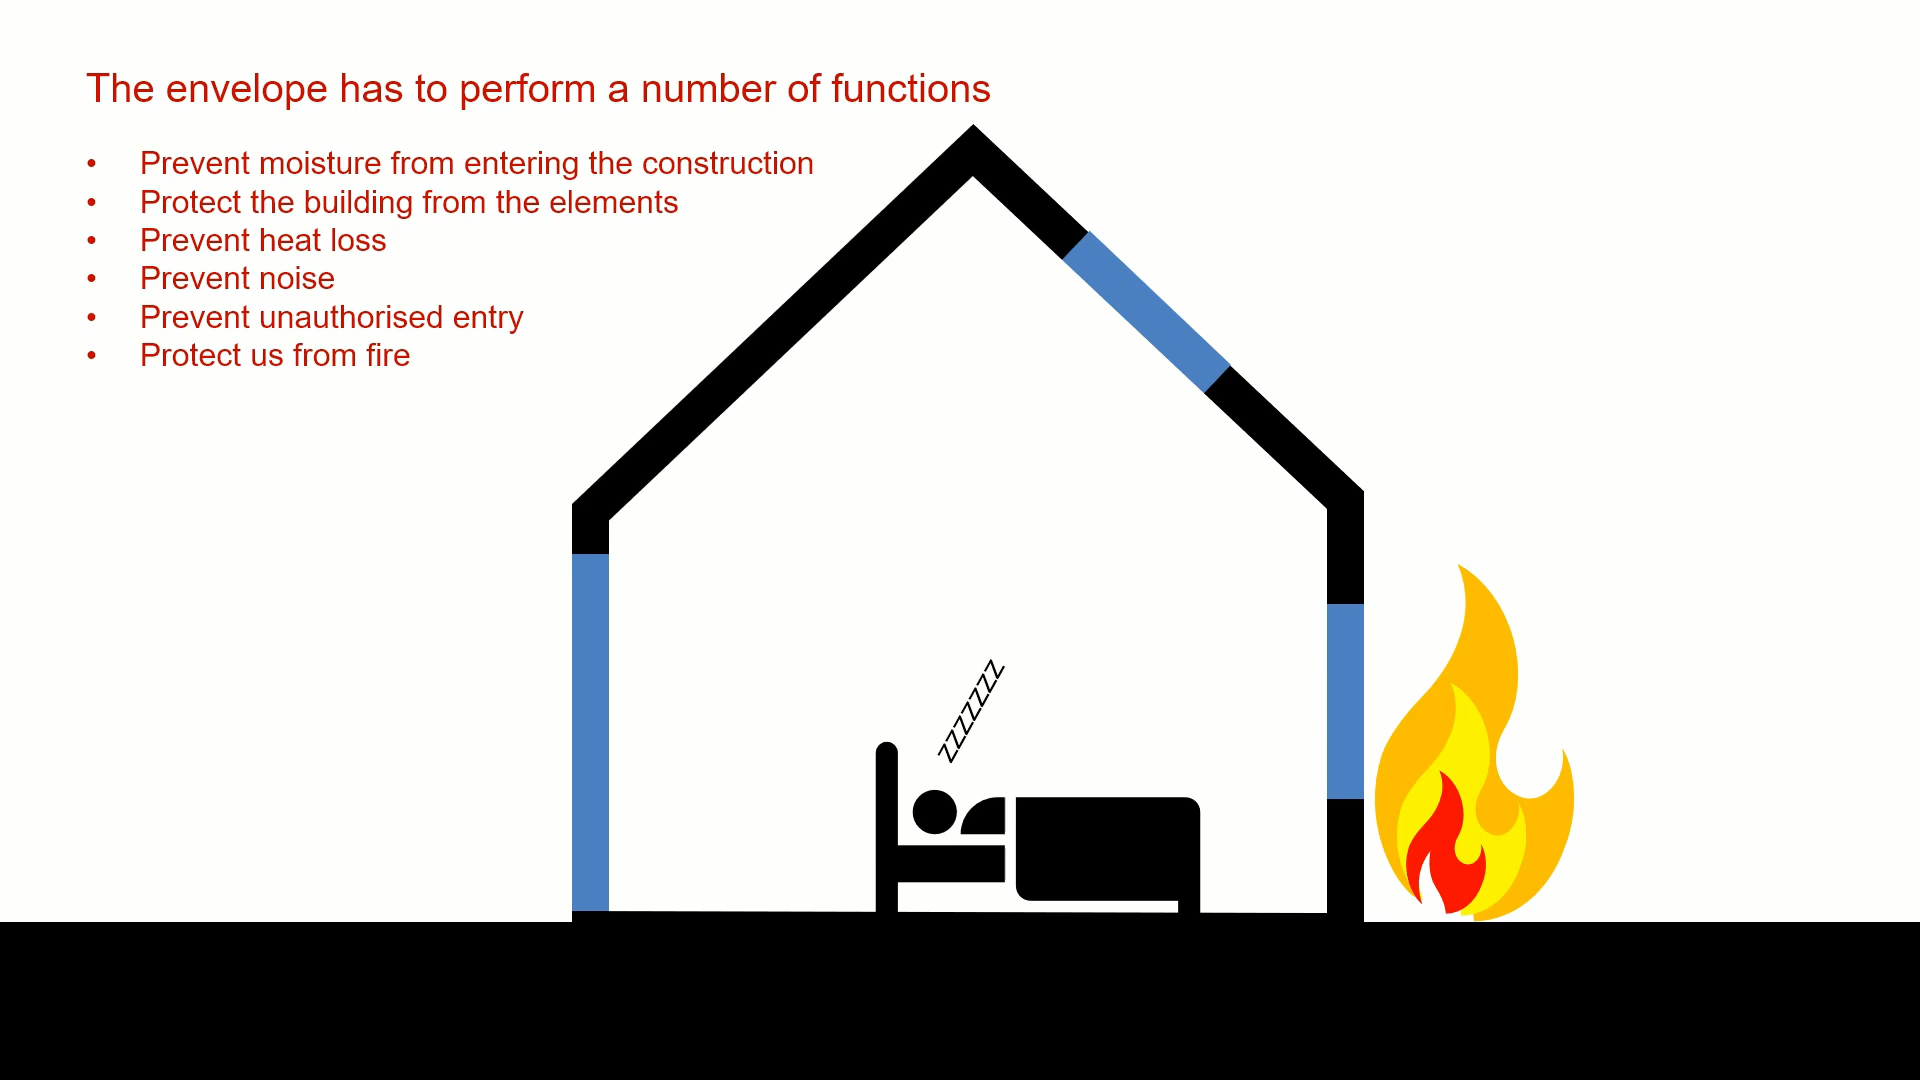 The envelope has to perform a number of functions
• Prevent moisture from entering the construction
• Protect the building from the elements
• Prevent heat loss
• Prevent noise
• Prevent unauthorised entry
• Protect us from fire
ZZZZZZZ